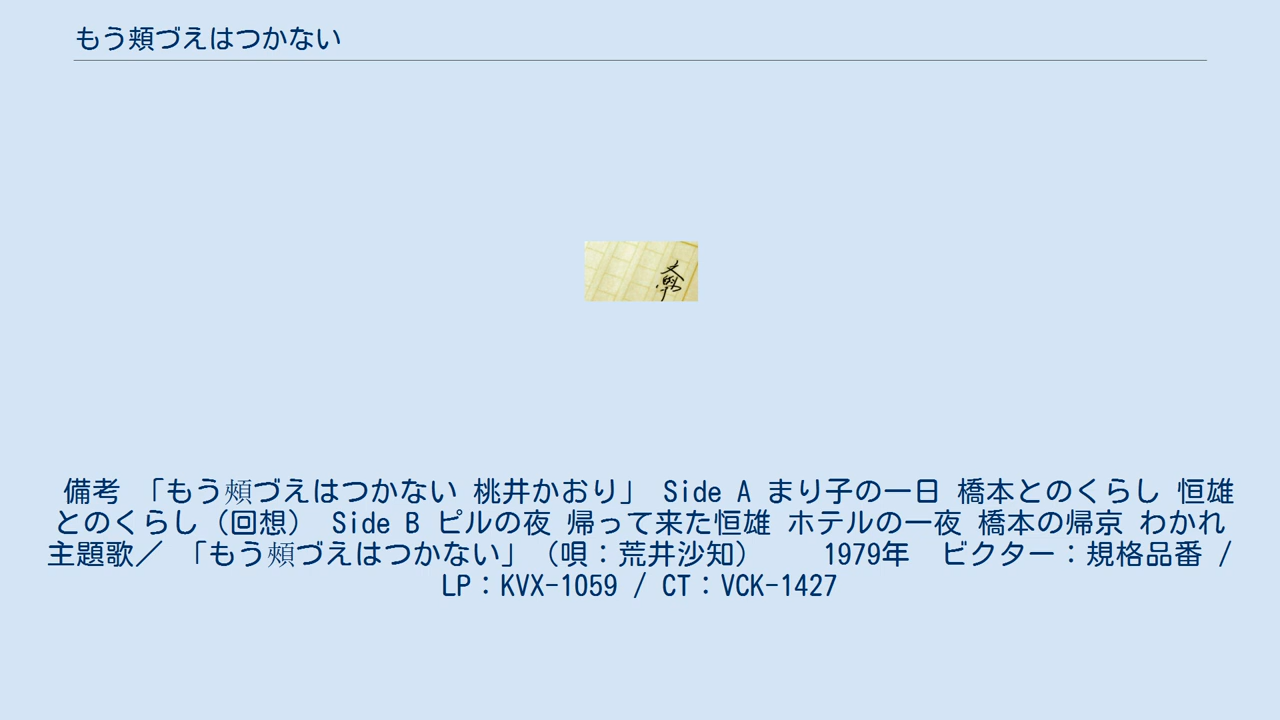 もう頬づえはつかない
備考 「もう頰づえはつかない 桃井かおり」 Side A まり子の一日 橋本とのくらし 恒雄
とのくらし（回想） Side B ピルの夜 帰って来た恒雄 ホテルの一夜 橋本の帰京 わかれ
主題歌／ 「もう頰づえはつかない」（唄：荒井沙知）　　1979年　ビクター：規格品番 /
LP：KVX-1059 / CT：VCK-1427